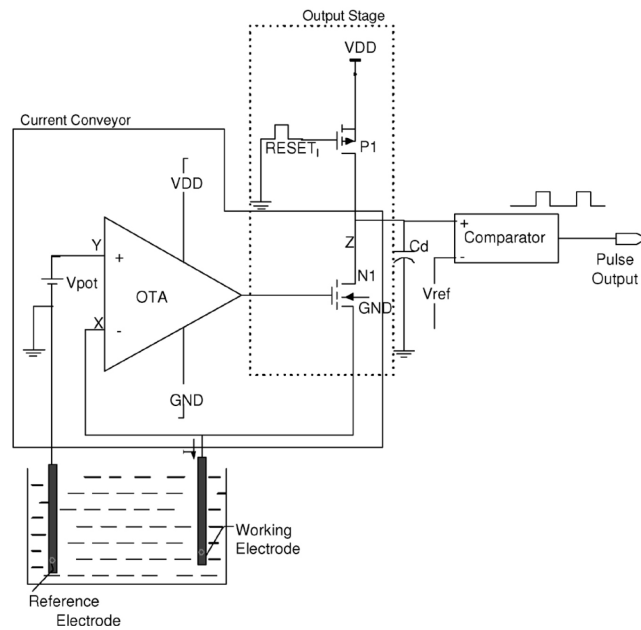 Output Stage
VDD
Current Conveyor
RESET_I
P1
VDD
Y
+
Vpot
OTA
X
-
GND
Z
N1
GND
Cd
+
Comparator
-
Vref
Pulse
Output
I
Working
Electrode
Reference
Electrode